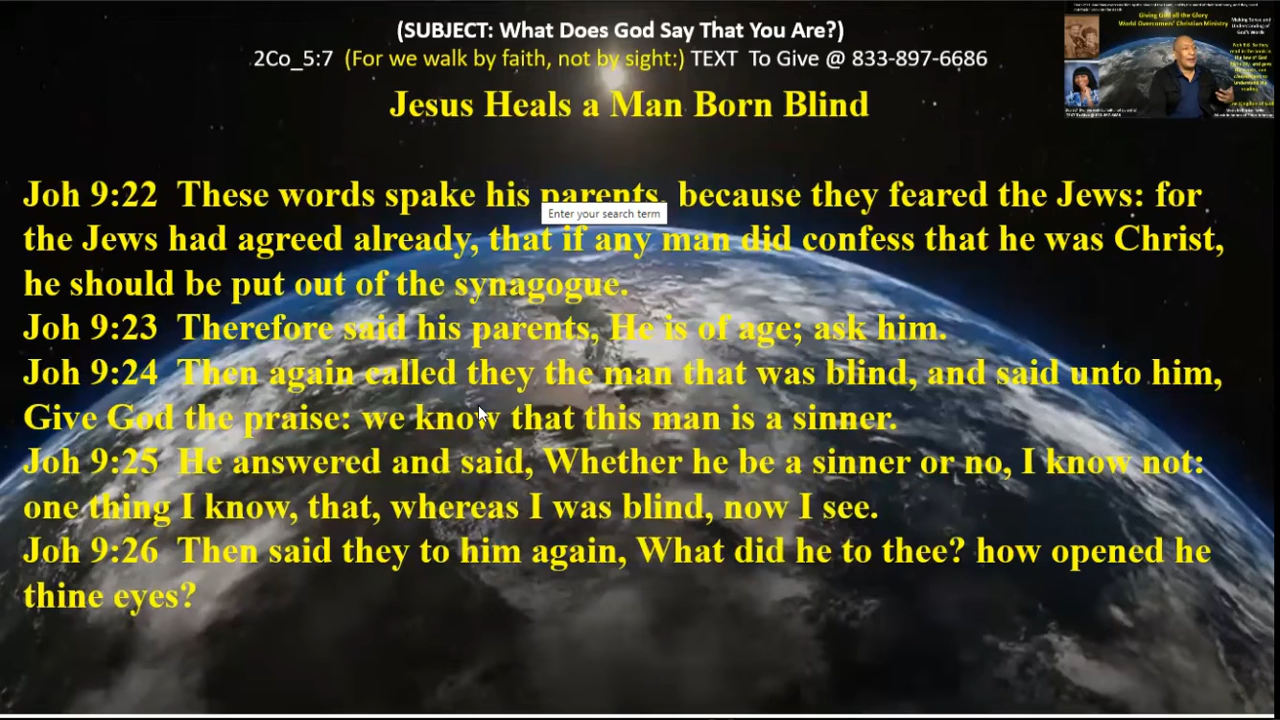 (SUBJECT: What Does God Say That You Are?)
2Co_5:7 (For we walk by faith, not by sight:) TEXT To Give @ 833-897-6686
Jesus Heals a Man Born Blind
Giving God all the Glory
World Overcomers' Christian Ministry
Making Sense and
Understanding of
God's Words
Joh 9:22 These words spake his parents, because they feared the Jews: for
Enter your search term
the Jews had agreed already, that if any man did confess that he was Christ,
he should be put out of the synagogue.
Joh 9:23 Therefore said his parents, He is of age; ask him.
Joh 9:24 Then again called they the man that was blind, and said unto him,
Give God the praise: we know that this man is a sinner.
Joh 9:25 He answered and said, Whether he be a sinner or no, I know not:
one thing I know, that, whereas I was blind, now I see.
Joh 9:26 Then said they to him again, What did he to thee? how opened he
thine eyes?